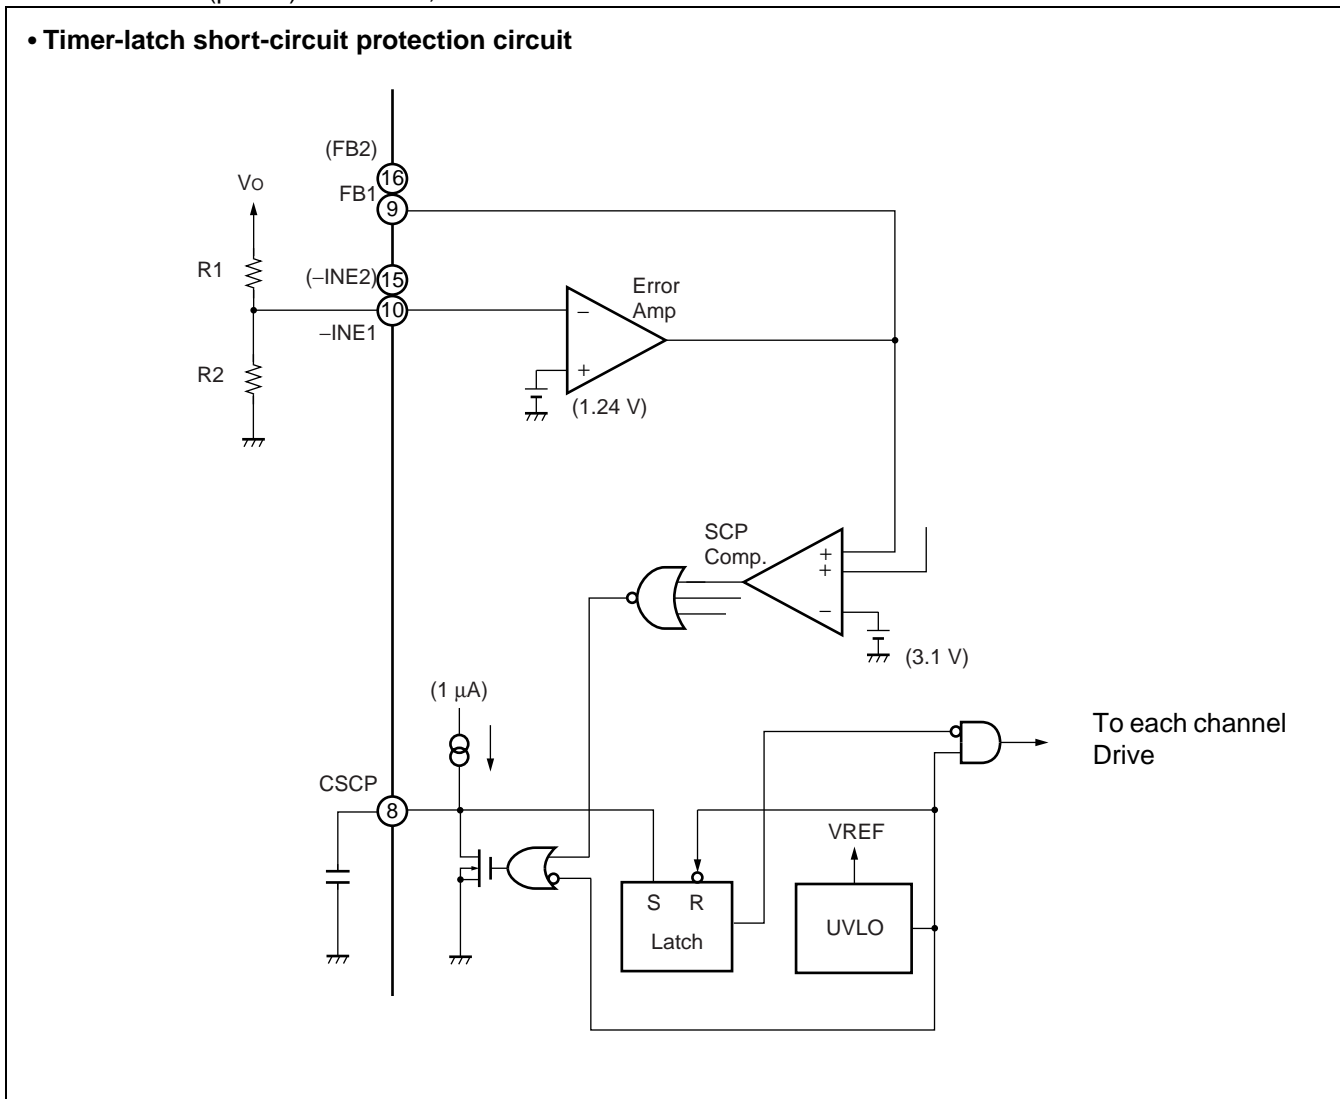 • Timer-latch short-circuit protection circuit
(FB2)
16
FB1
9
VO
R1
(−INE2)
15
10
−INE1
R2
Error
Amp
−
+
(1.24 V)
SCP
Comp.
+
+
−
(3.1 V)
(1 μA)
CSCP
8
To each channel
Drive
VREF
S R
Latch
UVLO